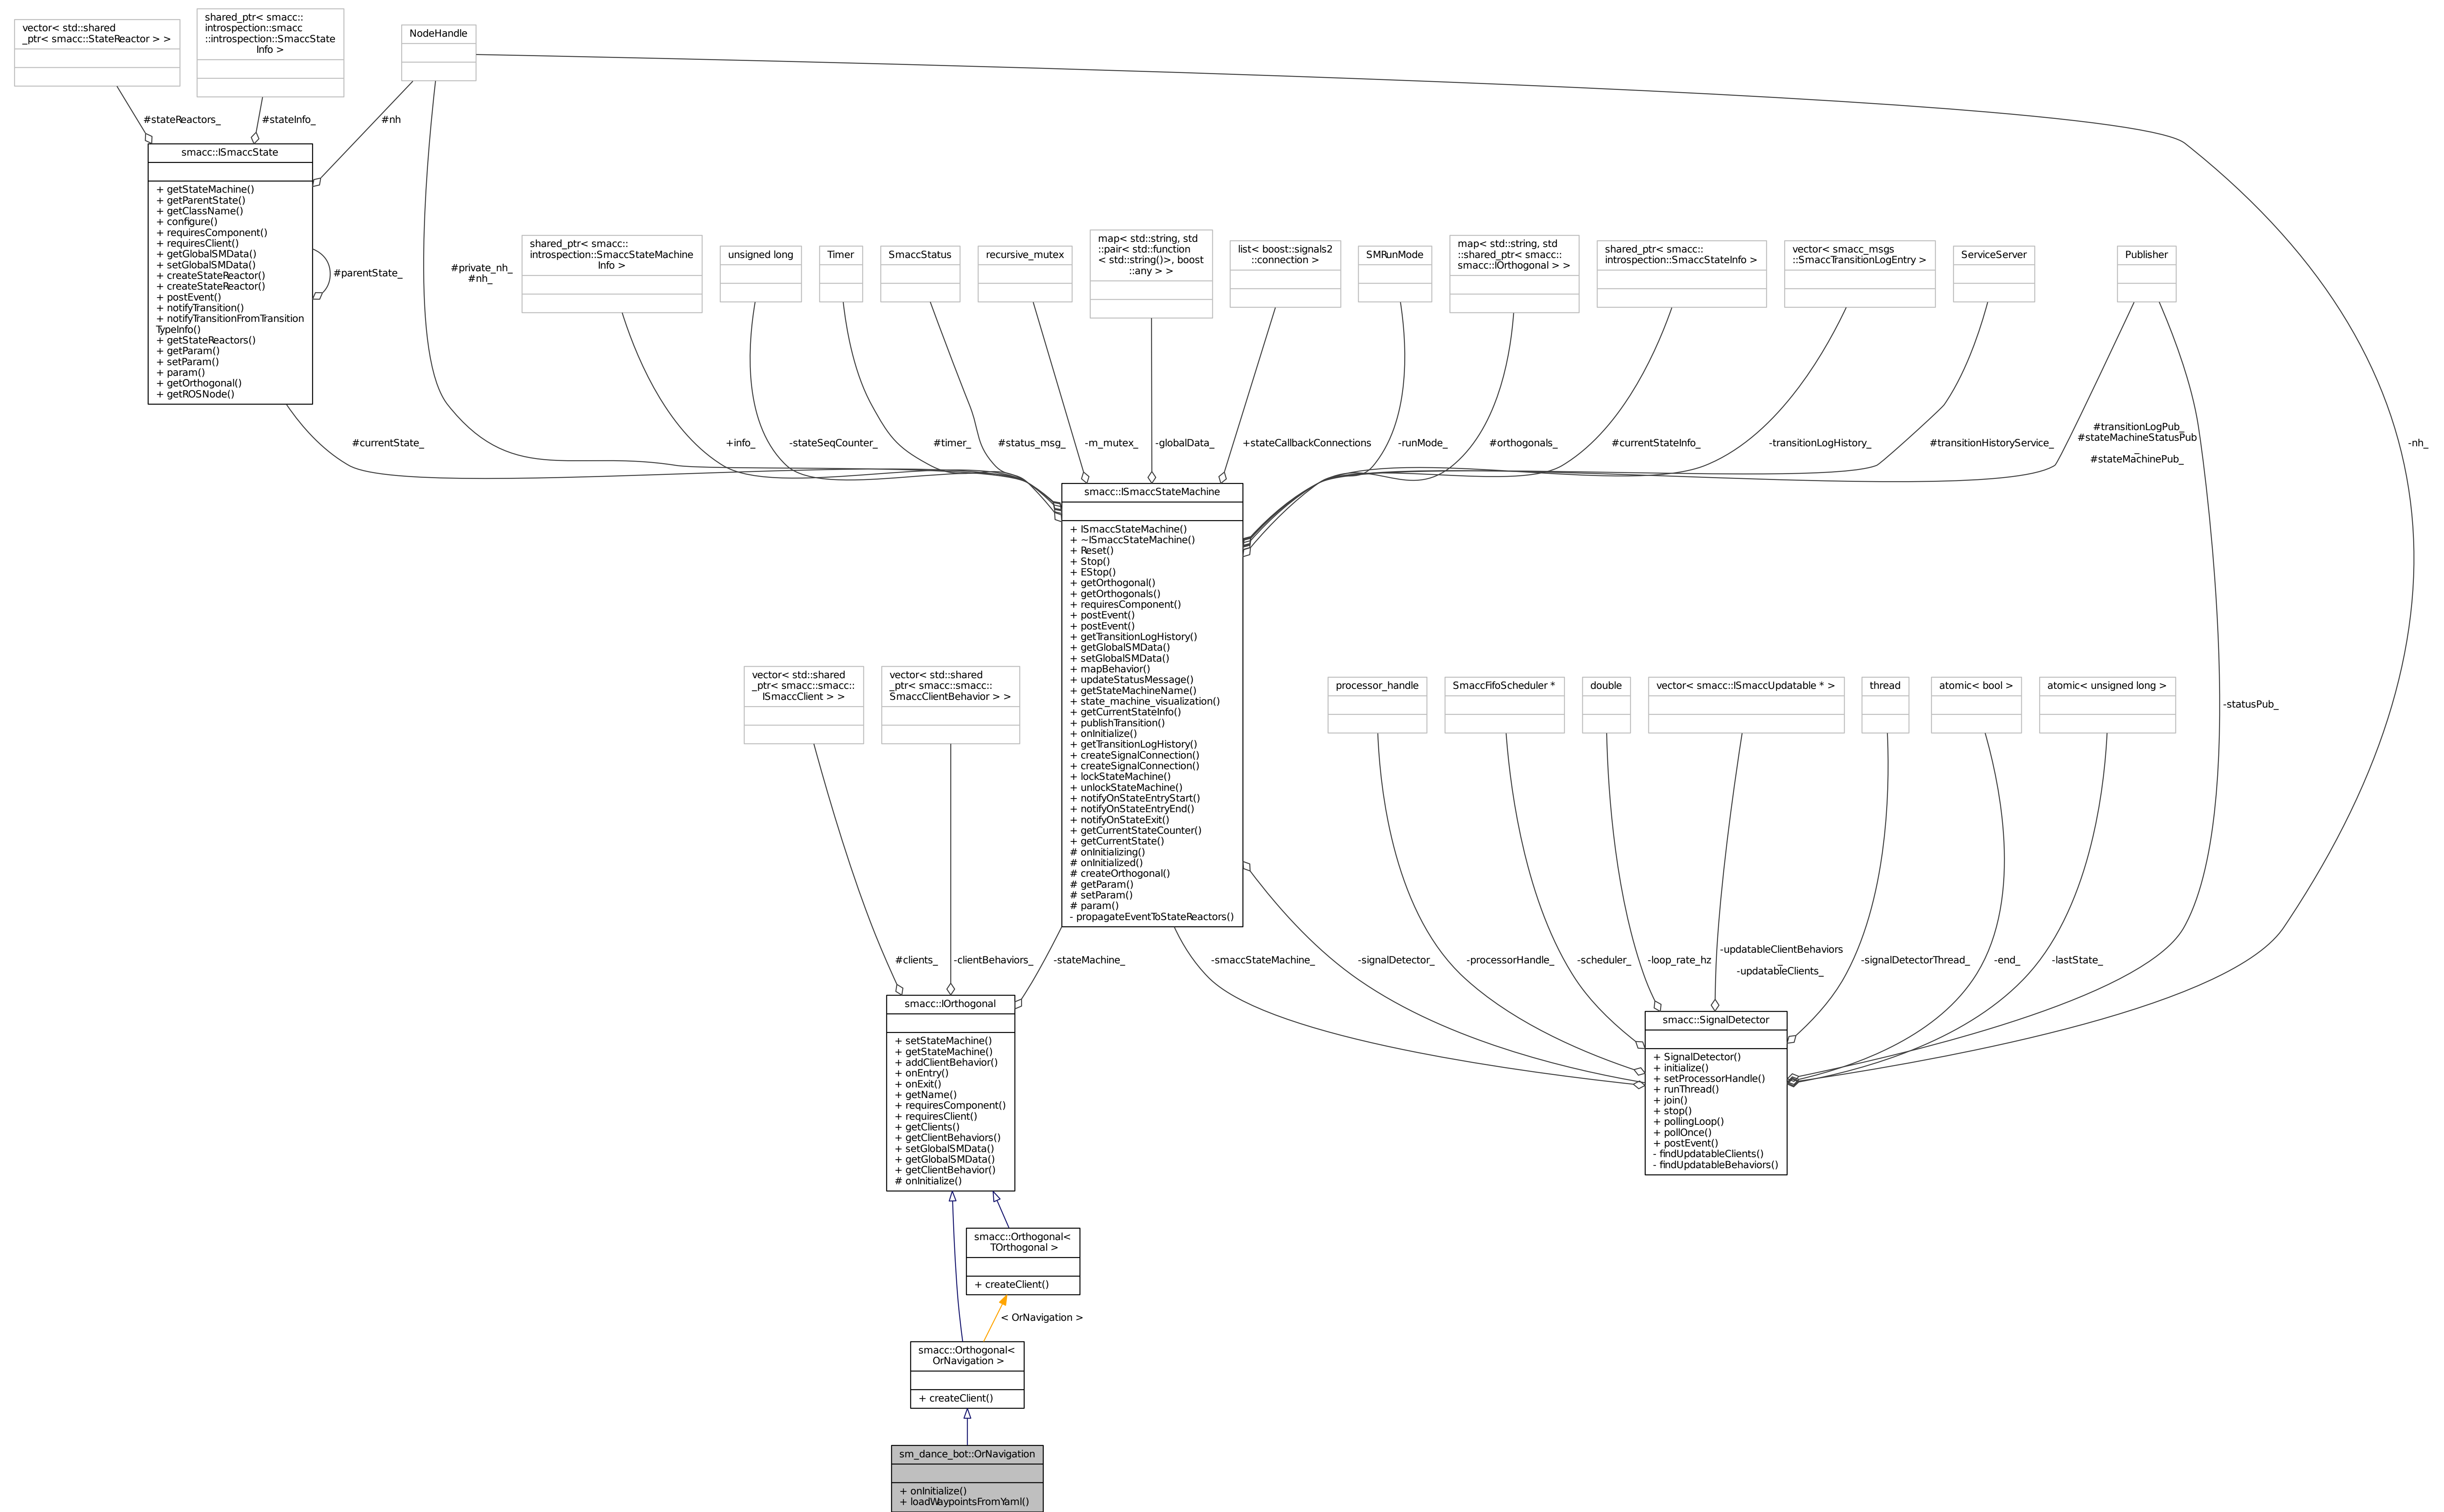 vector< std::shared
_ptr< smacc::StateReactor > >
shared_ptr< smacc::
introspection::smacc
::introspection::SmaccState
Info >
NodeHandle
#stateReactors_
#stateInfo_
#nh
smacc::ISmaccState
+ getStateMachine()
+ getParentState()
+ getClassName()
+ configure()
+ requiresComponent()
+ requiresClient()
+ getGlobalSMData()
+ setGlobalSMData()
+ createStateReactor()
+ createStateReactor()
+ postEvent()
+ notifyTransition()
+ notifyTransitionFromTransition
TypeInfo()
+ getStateReactors()
+ getParam()
+ setParam()
+ param()
+ getOrthogonal()
+ getROSNode()
#parentState_
#private_nh_
#nh_
shared_ptr< smacc::
introspection::SmaccStateMachine
Info >
unsigned long
Timer
SmaccStatus
recursive_mutex
map< std::string, std
::pair< std::function
< std::string()>, boost
::any > >
list< boost::signals2
::connection >
SMRunMode
map< std::string, std
::shared_ptr< smacc::
smacc::IOrthogonal > >
shared_ptr< smacc::
introspection::SmaccStateInfo >
vector< smacc_msgs
::SmaccTransitionLogEntry >
ServiceServer
Publisher
#currentState_
+info_
-stateSeqCounter_
#timer_
#status_msg_
-m_mutex_
-globalData_
+stateCallbackConnections
-runMode_
#orthogonals_
#currentStateInfo_
-transitionLogHistory_
#transitionHistoryService_
#transitionLogPub_
#stateMachineStatusPub
_
#stateMachinePub_
-nh_
smacc::ISmaccStateMachine
+ ISmaccStateMachine()
+ ~ISmaccStateMachine()
+ Reset()
+ Stop()
+ EStop()
+ getOrthogonal()
+ getOrthogonals()
+ requiresComponent()
+ postEvent()
+ postEvent()
+ getTransitionLogHistory()
+ getGlobalSMData()
+ setGlobalSMData()
+ mapBehavior()
+ updateStatusMessage()
+ getStateMachineName()
+ state_machine_visualization()
+ getCurrentStateInfo()
+ publishTransition()
+ onInitialize()
+ getTransitionLogHistory()
+ createSignalConnection()
+ createSignalConnection()
+ lockStateMachine()
+ unlockStateMachine()
+ notifyOnStateEntryStart()
+ notifyOnStateEntryEnd()
+ notifyOnStateExit()
+ getCurrentStateCounter()
+ getCurrentState()
# onInitializing()
# onInitialized()
# createOrthogonal()
# getParam()
# setParam()
# param()
- propagateEventToStateReactors()
vector< std::shared
_ptr< smacc::smacc::
ISmaccClient > >
vector< std::shared
_ptr< smacc::smacc::
SmaccClientBehavior > >
processor_handle
SmaccFifoScheduler *
double
vector< smacc::ISmaccUpdatable * >
thread
atomic< bool >
atomic< unsigned long >
-statusPub_
#clients_
-clientBehaviors_
-stateMachine_
-smaccStateMachine_
-signalDetector_
-processorHandle_
-scheduler_
-loop_rate_hz
-updatableClientBehaviors
_
-updatableClients_
-signalDetectorThread_
-end_
-lastState_
smacc::IOrthogonal
+ setStateMachine()
+ getStateMachine()
+ addClientBehavior()
+ onEntry()
+ onExit()
+ getName()
+ requiresComponent()
+ requiresClient()
+ getClients()
+ getClientBehaviors()
+ setGlobalSMData()
+ getGlobalSMData()
+ getClientBehavior()
# onInitialize()
smacc::SignalDetector
+ SignalDetector()
+ initialize()
+ setProcessorHandle()
+ runThread()
+ join()
+ stop()
+ pollingLoop()
+ pollOnce()
+ postEvent()
- findUpdatableClients()
- findUpdatableBehaviors()
smacc::Orthogonal<
TOrthogonal >
+ createClient()
< OrNavigation >
smacc::Orthogonal<
OrNavigation >
+ createClient()
sm_dance_bot::OrNavigation
+ onInitialize()
+ loadWaypointsFromYaml()